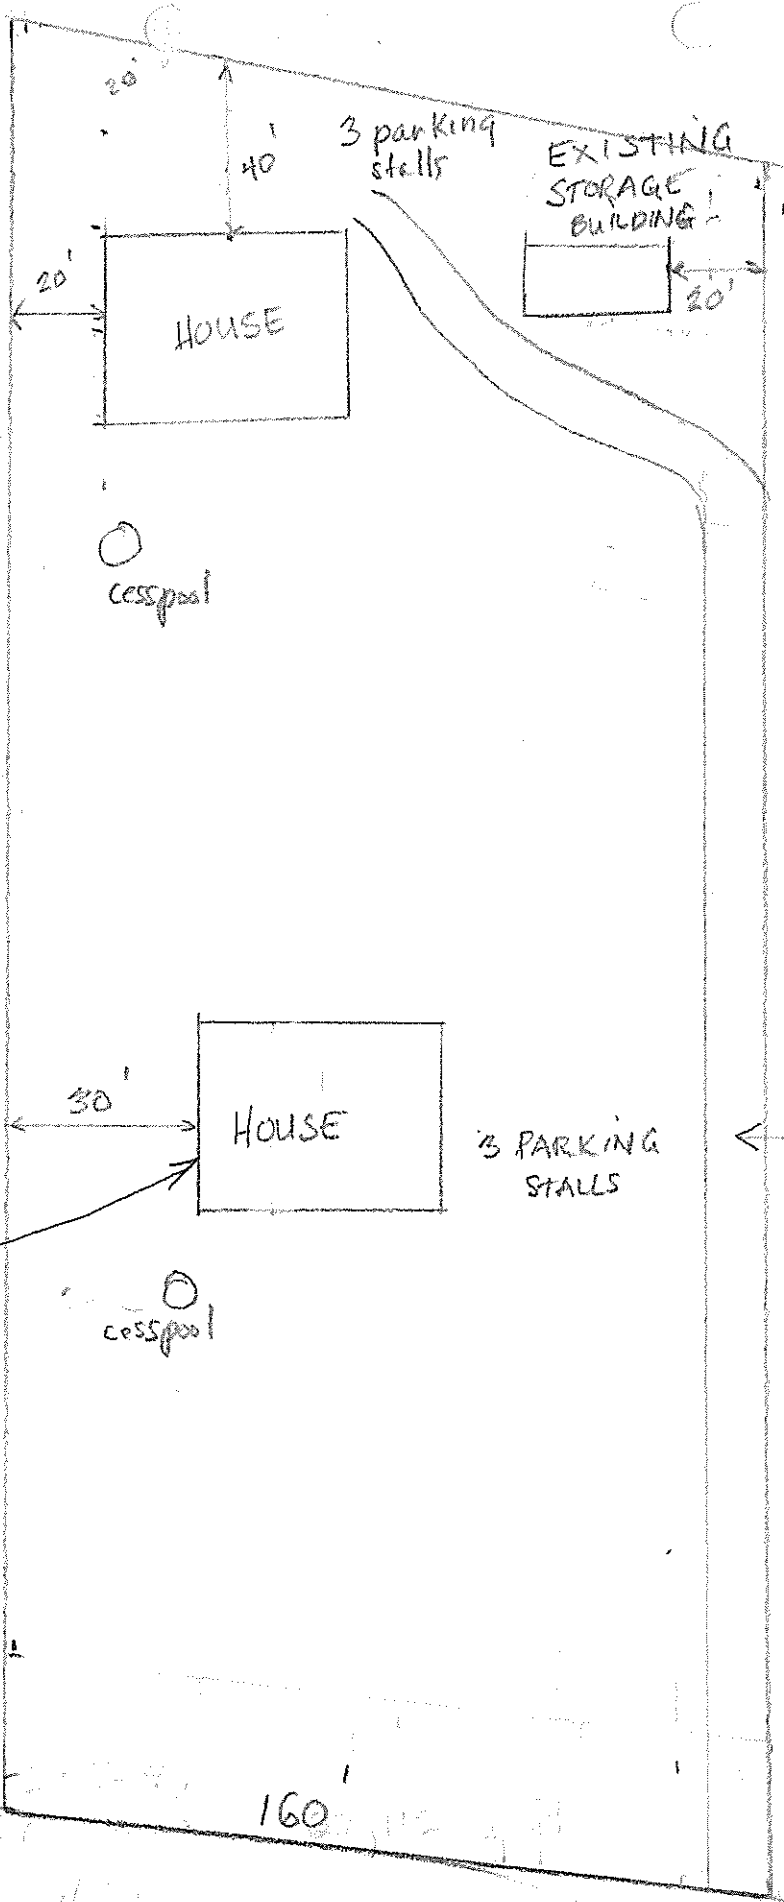 20'
40'
3 parking
stalls
EXISTING
STORAGE
BUILDING
20'
HOUSE
20'
cesspool
30'
HOUSE
3 PARKING
STALLS
cesspool
160